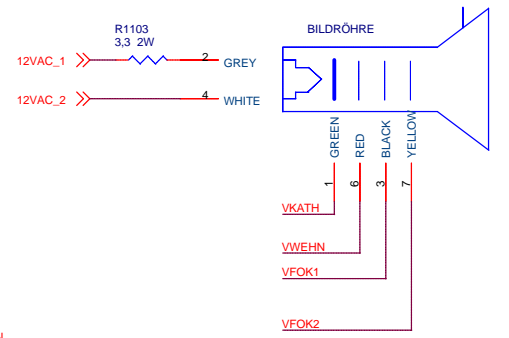 R1103
3,3 2W
BILDRÖHRE
12VAC_1
2
GREY
12VAC_2
4
WHITE
GREEN
RED
BLACK
YELLOW
1
6
3
7
VKATH
VWEHN
VFOK1
VFOK2